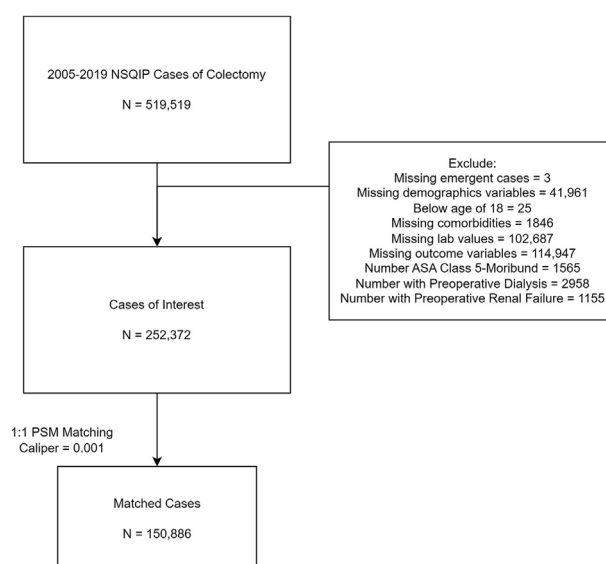 2005-2019 NSQIP Cases of Colectomy
N = 519,519
Exclude:
Missing emergent cases = 3
Missing demographics variables = 41,961
Below age of 18 = 25
Missing comorbidities = 1846
Missing lab values = 102,687
Missing outcome variables = 114,947
Number ASA Class 5-Moribund = 1565
Number with Preoperative Dialysis = 2958
Number with Preoperative Renal Failure = 1155
Cases of Interest
N = 252,372
1:1 PSM Matching
Caliper = 0.001
Matched Cases
N = 150,886